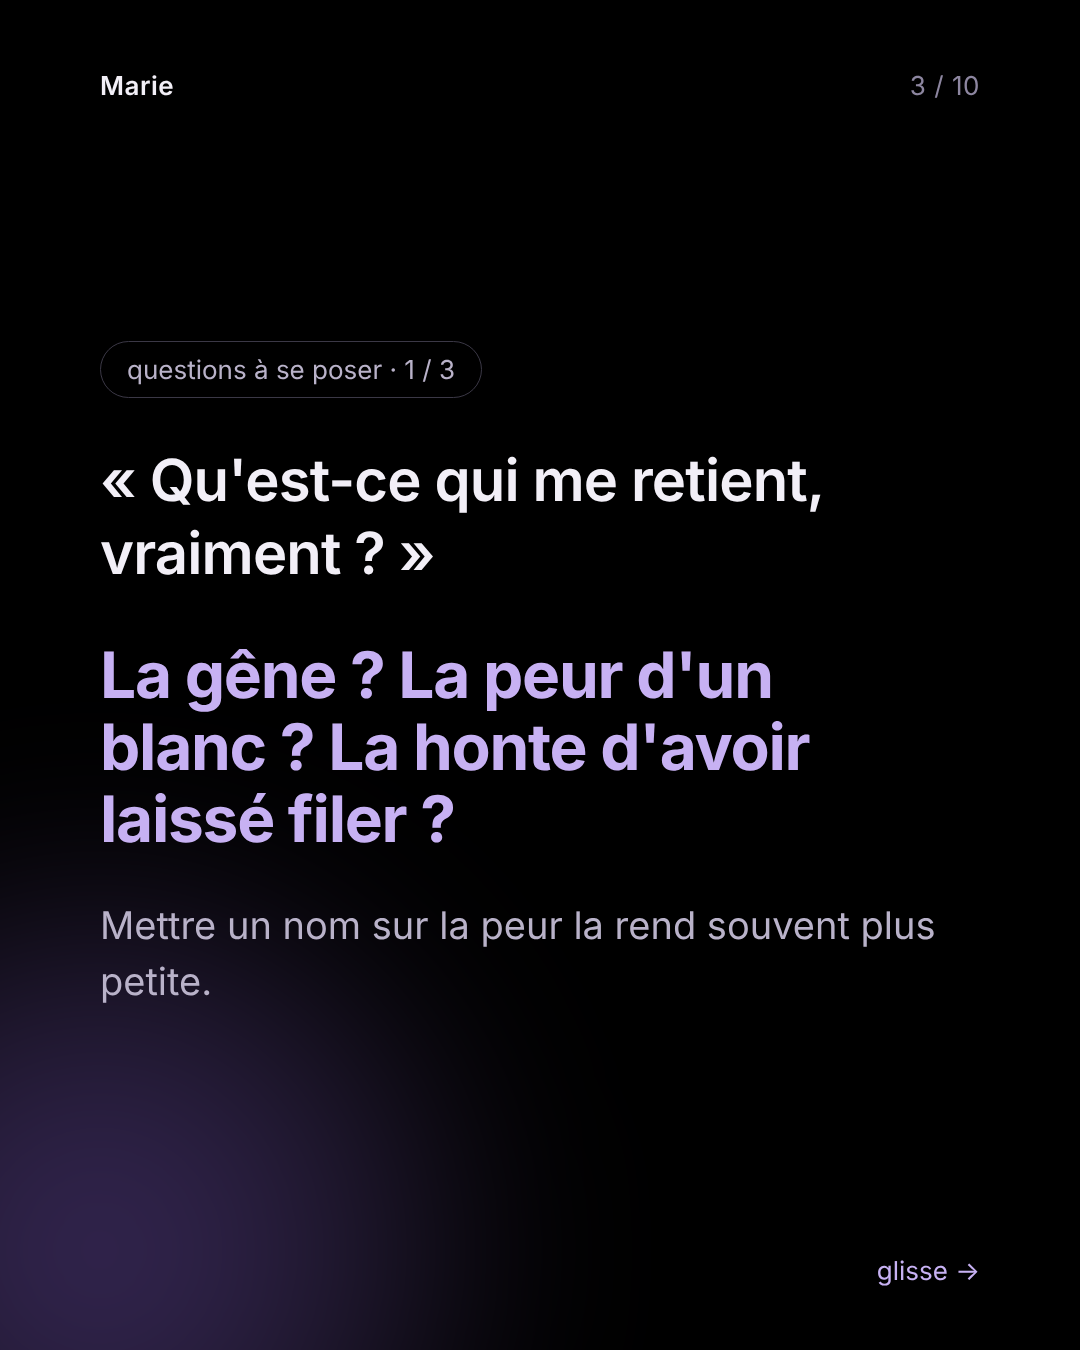 Marie
3 / 10
questions à se poser · 1 / 3
« Qu'est-ce qui me retient,
vraiment ? »
La gêne ? La peur d'un
blanc ? La honte d'avoir
laissé filer ?
Mettre un nom sur la peur la rend souvent plus
petite.
glisse →